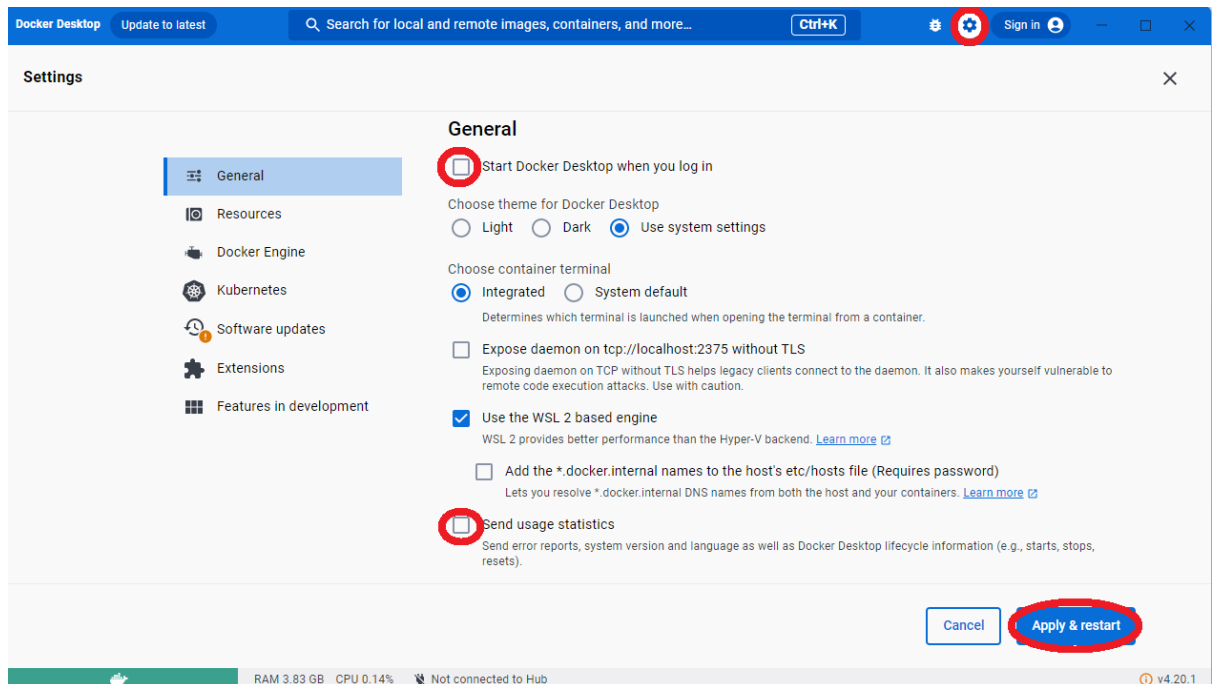 Docker Desktop Update to latest Search for local and remote images, containers, and more... Ctrl+K Sign in
Settings
General
Resources
Docker Engine
Kubernetes
Software updates
Extensions
Features in development
General
Start Docker Desktop when you log in
Choose theme for Docker Desktop
Light Dark Use system settings
Choose container terminal
Integrated System default
Determines which terminal is launched when opening the terminal from a container.
Expose daemon on tcp://localhost:2375 without TLS
Exposing daemon on TCP without TLS helps legacy clients connect to the daemon. It also makes yourself vulnerable to
remote code execution attacks. Use with caution.
Use the WSL 2 based engine
WSL 2 provides better performance than the Hyper-V backend. Learn more
Add the *.docker.internal names to the host's etc/hosts file (Requires password)
Lets you resolve *.docker.internal DNS names from both the host and your containers. Learn more
Send usage statistics
Send error reports, system version and language as well as Docker Desktop lifecycle information (e.g., starts, stops,
resets).
Cancel Apply & restart
RAM 3.83 GB CPU 0.14% Not connected to Hub v4.20.1